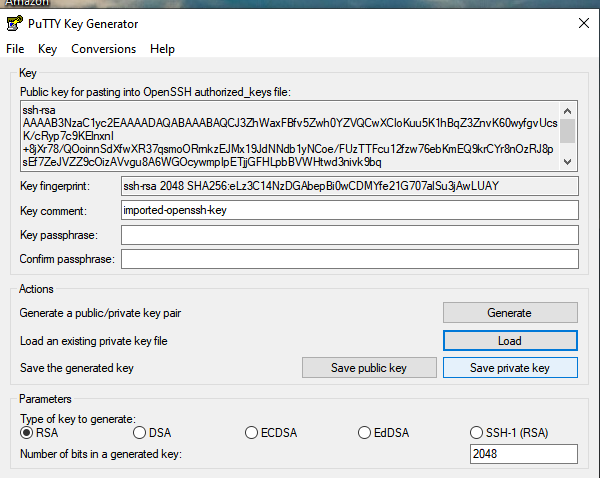 Amazon
PuTTY Key Generator
File Key Conversions Help
Key
Public key for pasting into OpenSSH authorized_keys file:
ssh-rsa
AAAAB3NzaC1yc2EAAAADAQABAAABAQCJ3ZhWaxFBfv5Zwh0YZVQCwXCloKuu5K1hBqZ3ZnvK60wyfgvUcs
K/cRyp7c9KEInxnI
+8jXr78/QOoinnSdXfwXR37qsmoORmkzEJMx19JdNNdb1yNCoe/FUzTTFcu12fzw76ebKmEQ9krCYr8nOzRJ8p
sEf7ZeJVZZ9cOizAVvgu8A6WGOcywmpIpETjjGFHLpbBVWHtwd3nivk9bq
Key fingerprint: ssh-rsa 2048 SHA256:eLz3C14NzDGAbepBi0wCDMYfe21G707alSu3jAwLUAY
Key comment: imported-openssh-key
Key passphrase:
Confirm passphrase:
Actions
Generate a public/private key pair Generate
Load an existing private key file Load
Save the generated key Save public key Save private key
Parameters
Type of key to generate:
RSA DSA ECDSA EdDSA SSH-1 (RSA)
Number of bits in a generated key: 2048